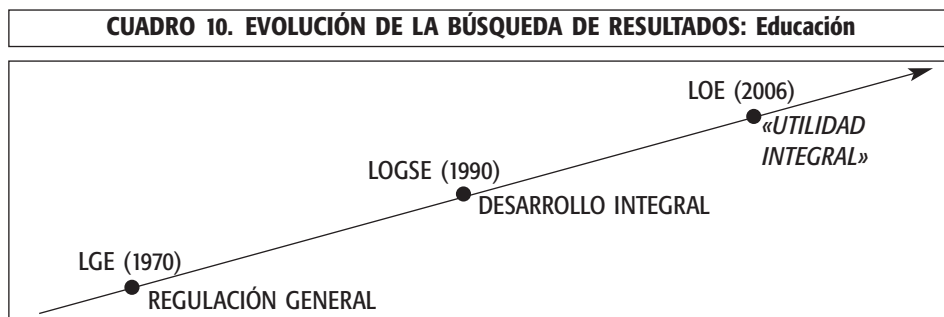 CUADRO 10. EVOLUCIÓN DE LA BÚSQUEDA DE RESULTADOS: Educación
LOE (2006)
«UTILIDAD
INTEGRAL»
LOGSE (1990)
DESARROLLO INTEGRAL
LGE (1970)
REGULACIÓN GENERAL